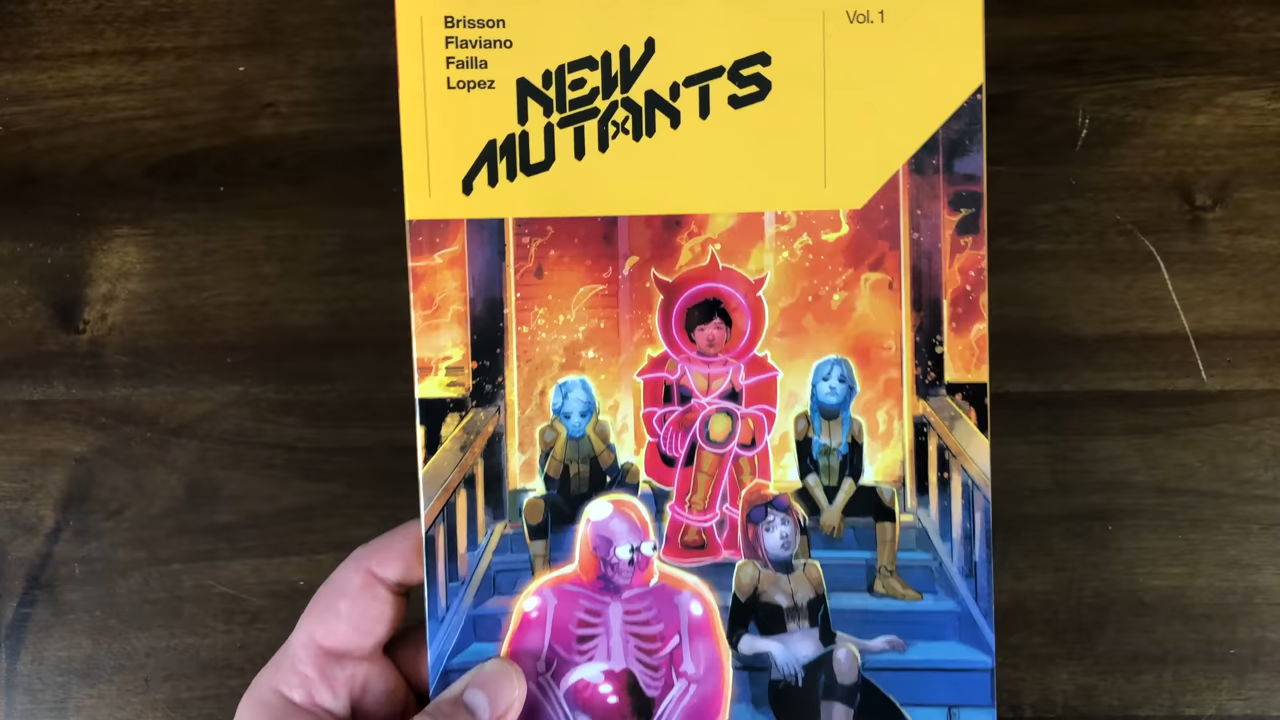 Brisson
Flaviano
Failla
Lopez
NEW
MUTANTS
Vol. 1